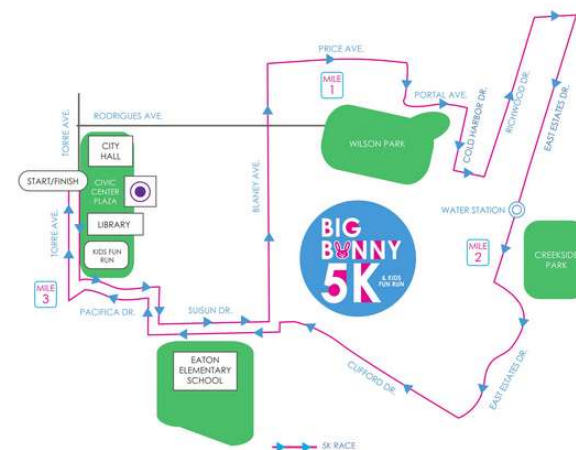 PRICE AVE.
MILE
1
PORTAL AVE.
COLD HARBOR DR.
RICHWOOD DR.
EAST ESTATES DR.
TORRE AVE.
RODRIGUES AVE.
CITY
HALL
WILSON PARK
START/FINISH
CIVIC
CENTER
PLAZA
BLANEY AVE.
WATER STATION
TORRE AVE.
LIBRARY
BIG
BUNNY
5K
& KIDS
FUN RUN
MILE
2
CREEKSIDE
PARK
KIDS FUN
RUN
MILE
3
PACIFICA DR.
SUISUN DR.
EATON
ELEMENTARY
SCHOOL
CLIFFORD DR.
EAST ESTATES DR.
5K RACE